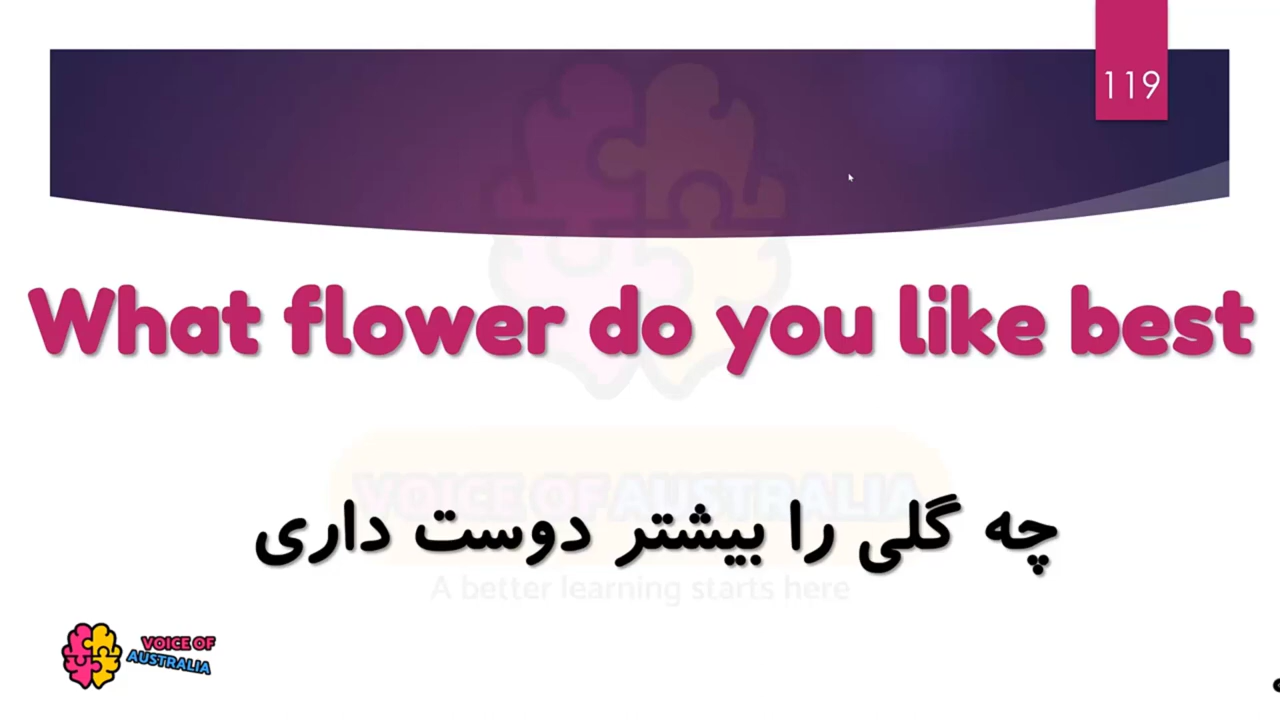 119
What flower do you like best
VOICE OF AUSTRALIA
چه گلی را بیشتر دوست داری
A better learning starts here
VOICE OF
AUSTRALIA